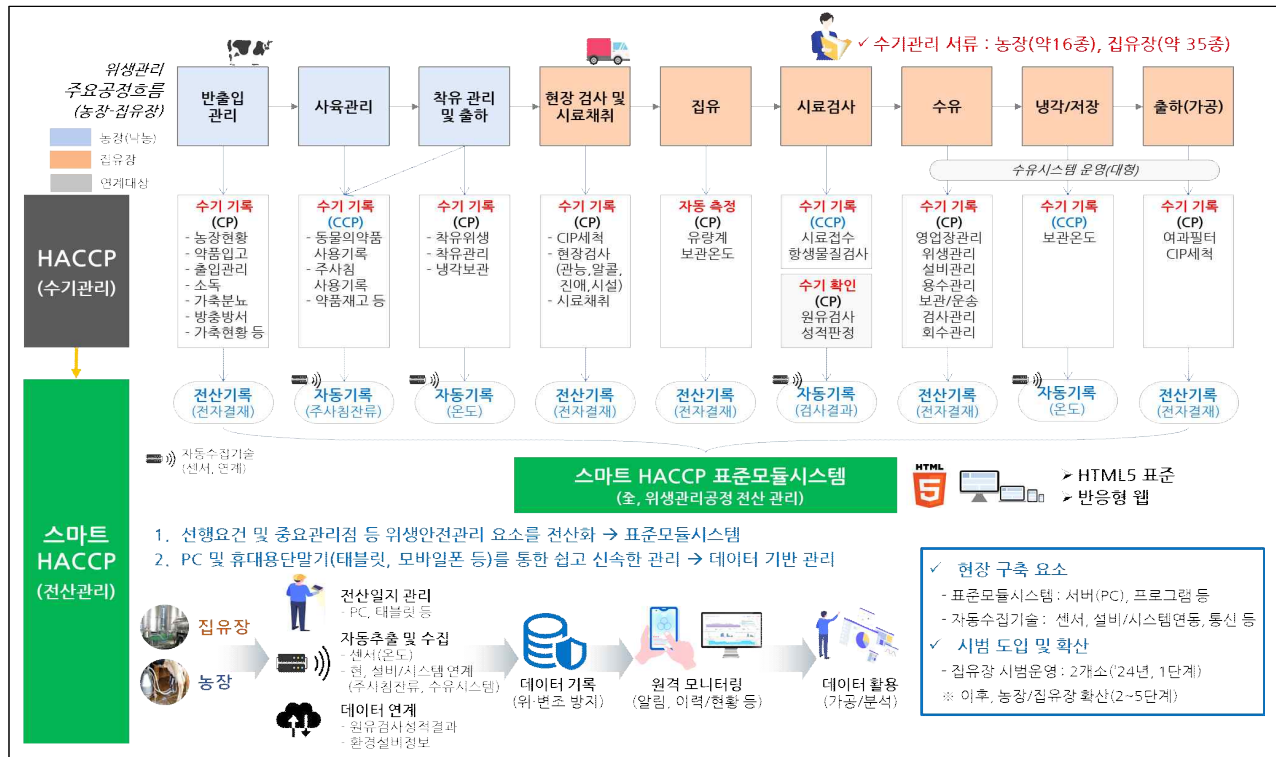 ✓ 수기관리 서류 : 농장(약16종), 집유장(약 35종)
위생관리
주요공정흐름
(농장-집유장)
농장(낙농)
집유장
연계대상
반출입
관리
사육관리
착유 관리
및 출하
현장 검사 및
시료채취
집유
시료검사
수유
냉각/저장
출하(가공)
수유시스템 운영(대형)
HACCP
(수기관리)
수기 기록
(CP)
- 농장현황
- 약품입고
- 출입관리
- 소독
- 가축분뇨
- 방충방서
- 가축현황 등
수기 기록
(CCP)
- 동물의약품
사용기록
- 주사침
사용기록
- 약품재고 등
수기 기록
(CP)
- 착유위생
- 착유관리
- 냉각보관
수기 기록
(CP)
- CIP세척
- 현장검사
(관능,알콜,
진애,시설)
- 시료채취
자동 측정
(CP)
유량계
보관온도
수기 기록
(CCP)
시료접수
항생물질검사
수기 확인
(CP)
원유검사
성적판정
수기 기록
(CP)
영업장관리
위생관리
설비관리
용수관리
보관/운송
검사관리
회수관리
수기 기록
(CCP)
보관온도
수기 기록
(CP)
여과필터
CIP세척
전산기록
(전자결재)
자동기록
(주사침잔류)
자동기록
(온도)
전산기록
(전자결재)
전산기록
(전자결재)
자동기록
(검사결과)
전산기록
(전자결재)
자동기록
(온도)
전산기록
(전자결재)
자동수집기술
(센서, 연계)
스마트 HACCP 표준모듈시스템
(全, 위생관리공정 전산 관리)
HTML
5
➢ HTML5 표준
➢ 반응형 웹
스마트
HACCP
(전산관리)
1. 선행요건 및 중요관리점 등 위생안전관리 요소를 전산화 → 표준모듈시스템
2. PC 및 휴대용단말기(태블릿, 모바일폰 등)를 통한 쉽고 신속한 관리 → 데이터 기반 관리
집유장
농장
전산일지 관리
- PC, 태블릿 등
자동추출 및 수집
- 센서(온도)
- 현, 설비/시스템 연계
(주사침잔류, 수유시스템)
데이터 연계
- 원유검사성적결과
- 환경설비정보
데이터 기록
(위·변조 방지)
원격 모니터링
(알림, 이력/현황 등)
데이터 활용
(가공/분석)
✓ 현장 구축 요소
- 표준모듈시스템 : 서버(PC), 프로그램 등
- 자동수집기술 : 센서, 설비/시스템연동, 통신 등
✓ 시범 도입 및 확산
- 집유장 시범운영 : 2개소('24년, 1단계)
※ 이후, 농장/집유장 확산(2~5단계)